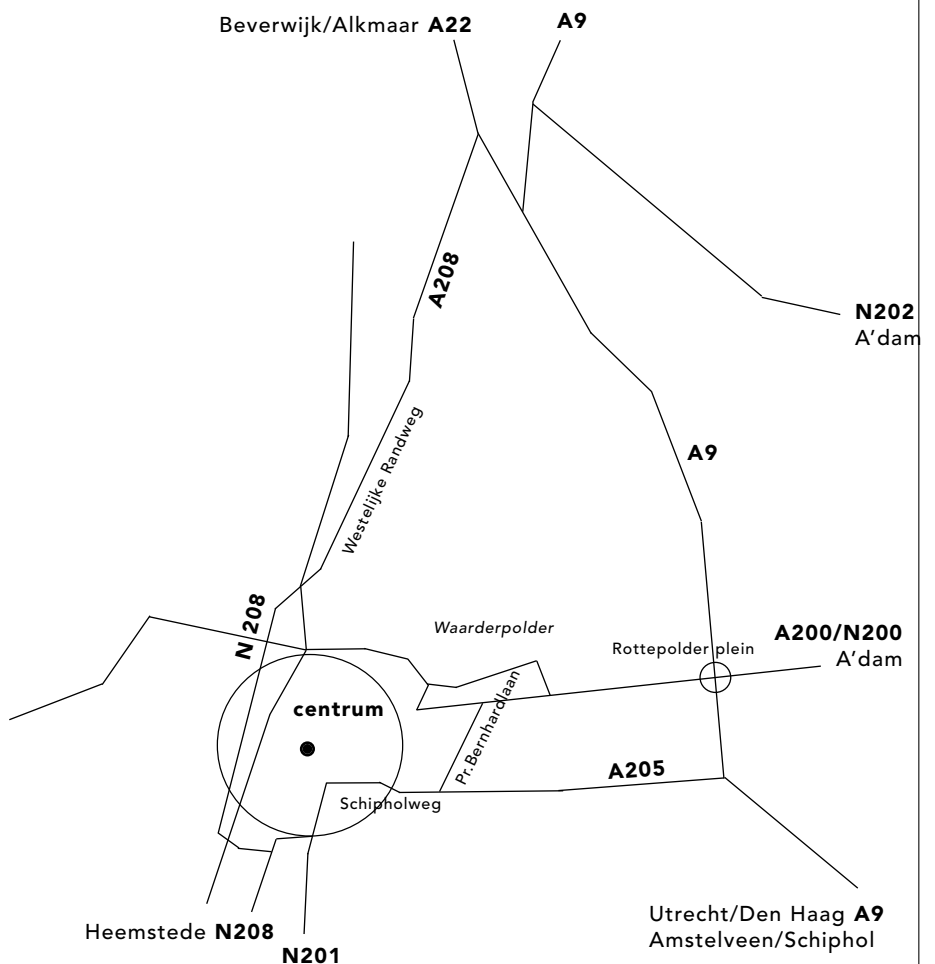 Beverwijk/Alkmaar A22
A9
A208
N202
A'dam
Westelijke Randweg
A9
N 208
Waarderpolder
A200/N200
A'dam
Rottepolder plein
centrum
Pr.Bernhardlaan
A205
Schipholweg
Heemstede N208
N201
Utrecht/Den Haag A9
Amstelveen/Schiphol